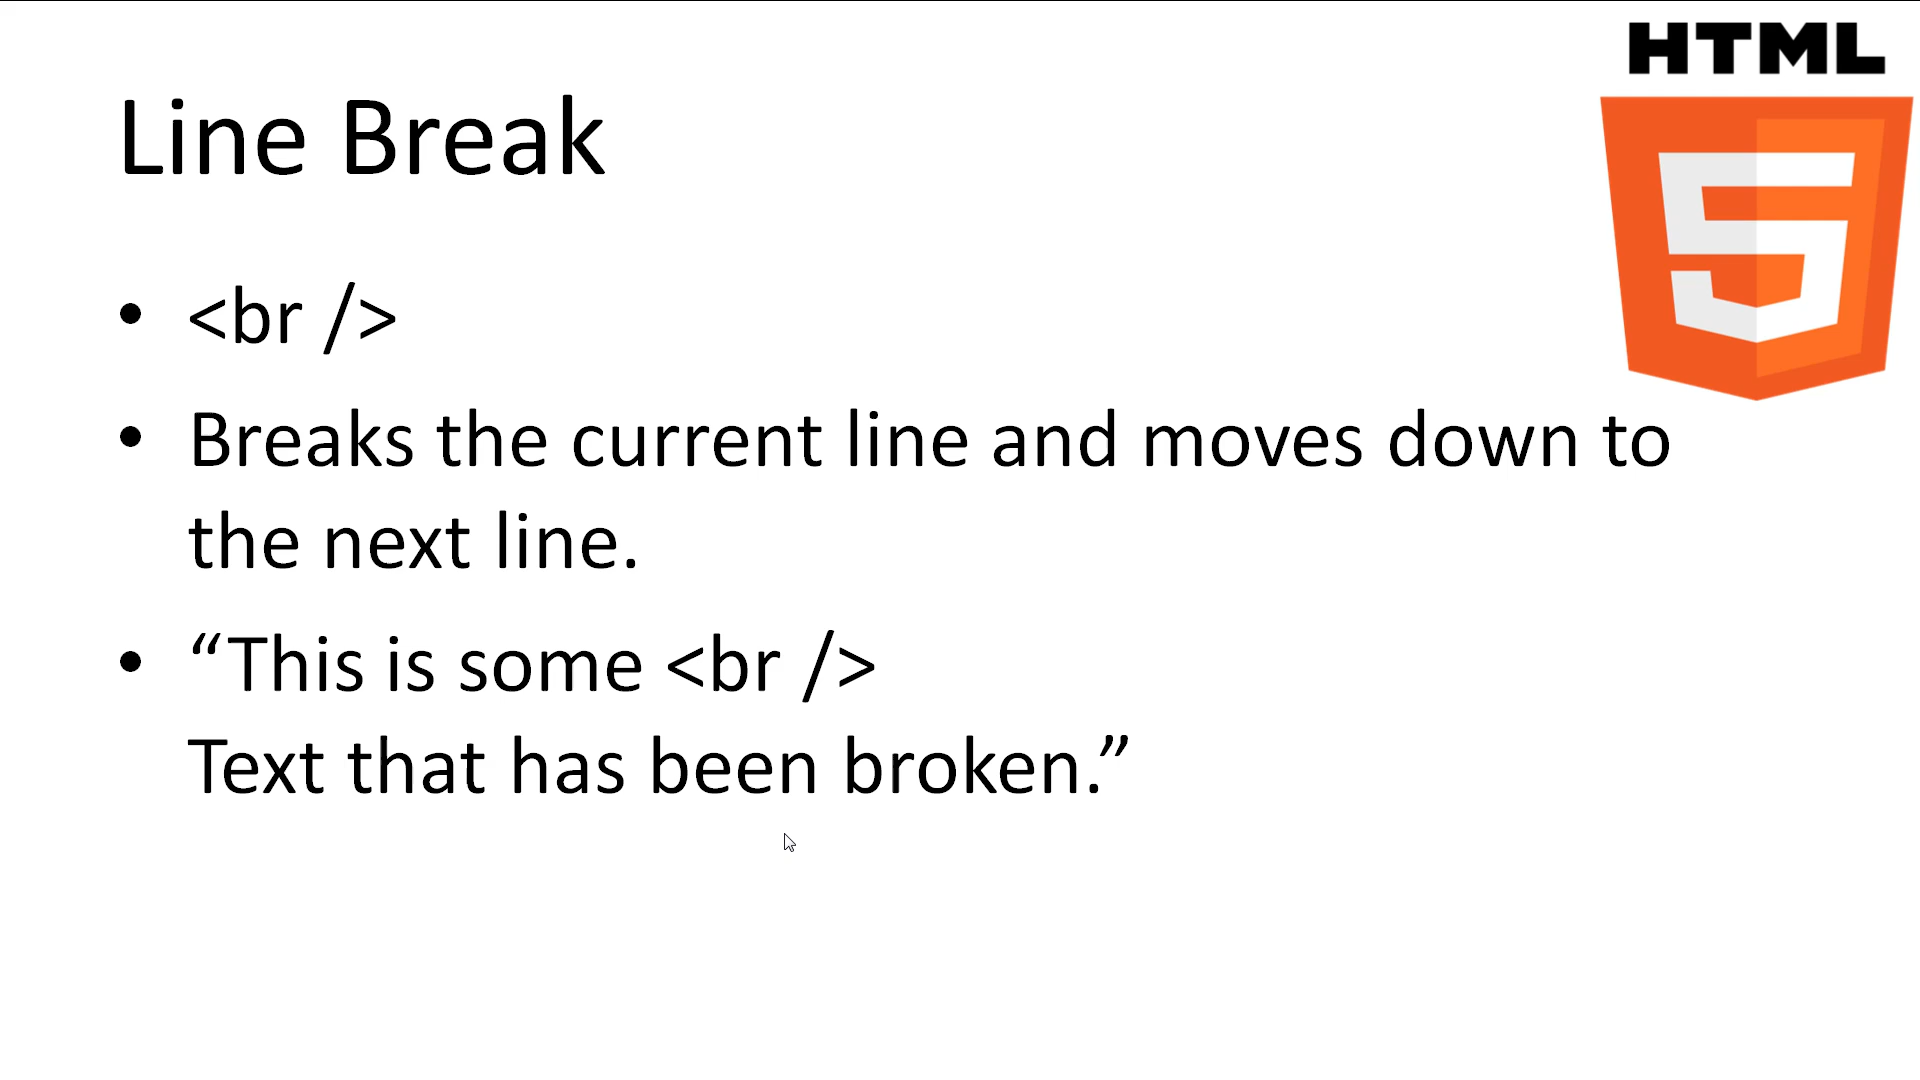 HTML
5
Line Break
• <br />
• Breaks the current line and moves down to
the next line.
• “This is some <br />
Text that has been broken.”